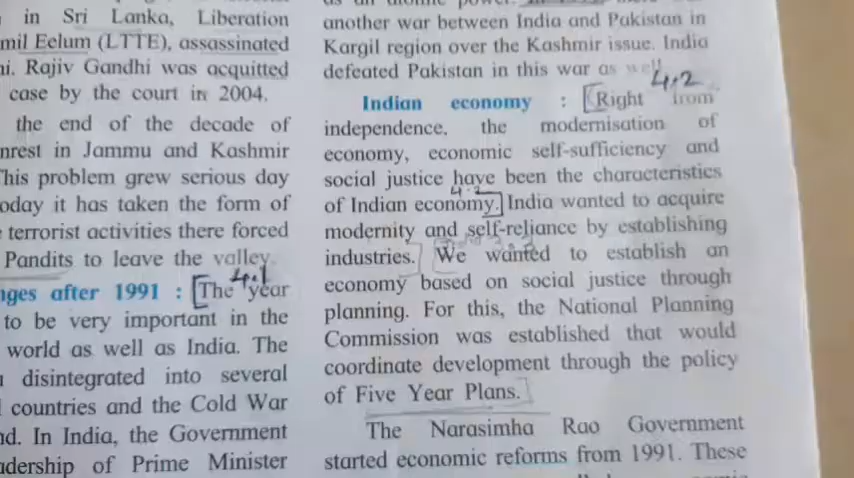 in Sri Lanka, Liberation
mil Eelum (LTTE), assassinated
Rajiv Gandhi was acquitted
case by the court in 2004.
the end of the decade of
nrest in Jammu and Kashmir
This problem grew serious day
oday it has taken the form of
terrorist activities there forced
Pandits to leave the valley.
4.1
nges after 1991 : [The year
to be very important in the
world as well as India. The
disintegrated into several
countries and the Cold War
nd. In India, the Government
adership of Prime Minister
another war between India and Pakistan in
Kargil region over the Kashmir issue. India
defeated Pakistan in this war as well.
4.2
Indian economy : [Right from
independence, the modernisation of
economy, economic self-sufficiency and
social justice have been the characteristics
4.2
of Indian economy.] India wanted to acquire
modernity and self-reliance by establishing
industries. We wanted to establish an
economy based on social justice through
planning. For this, the National Planning
Commission was established that would
coordinate development through the policy
of Five Year Plans.]
The Narasimha Rao Government
started economic reforms from 1991. These